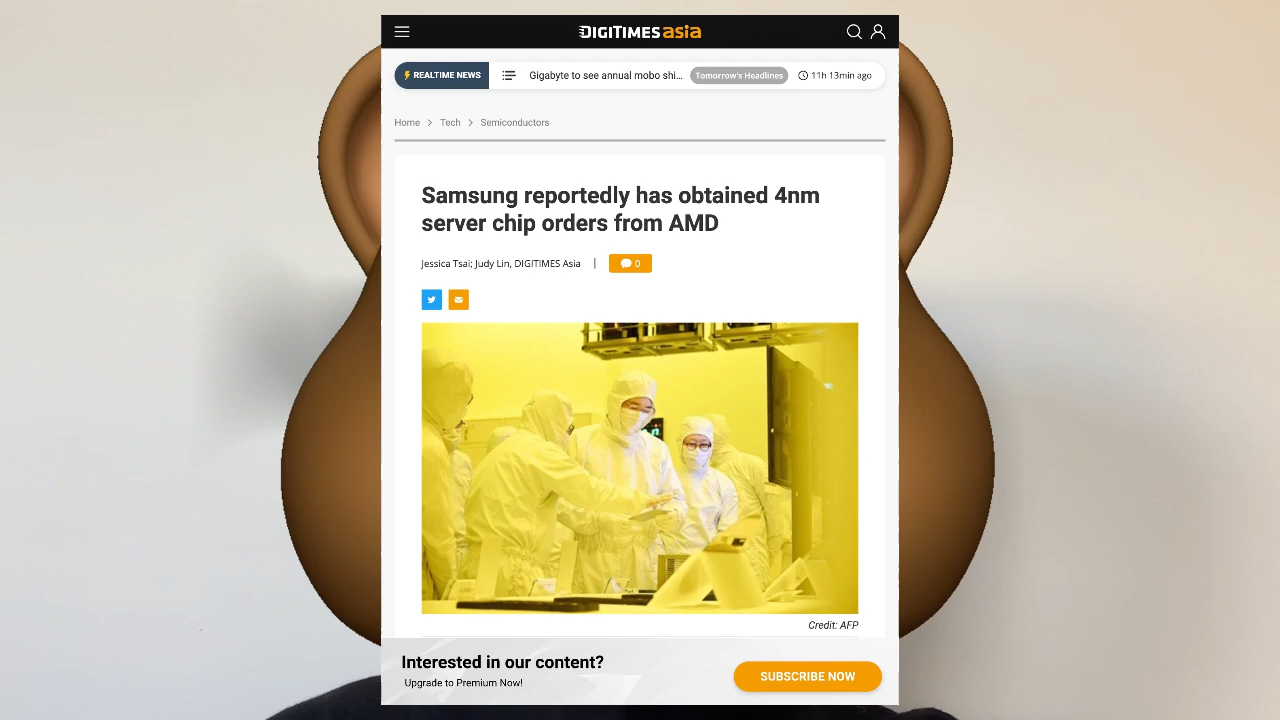 DIGITIMES asia
REALTIME NEWS
Gigabyte to see annual mobo shi...
Tomorrow's Headlines
11h 13min ago
Home > Tech > Semiconductors
Samsung reportedly has obtained 4nm
server chip orders from AMD
Jessica Tsai; Judy Lin, DIGITIMES Asia | 0
Credit: AFP
Interested in our content?
Upgrade to Premium Now!
SUBSCRIBE NOW